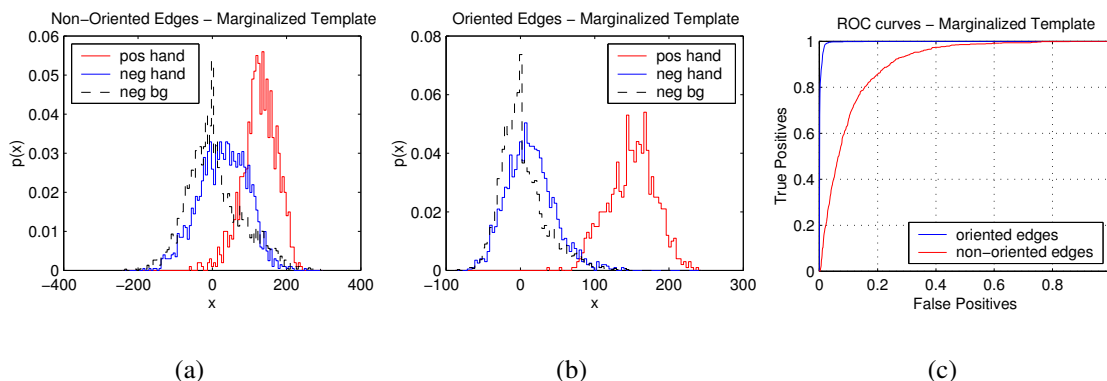 Non−Oriented Edges − Marginalized Template
0.06
0.05
0.04
0.03
0.02
0.01
0
p(x)
−400
−200
0
200
400
x
pos hand
neg hand
neg bg
(a)
Oriented Edges − Marginalized Template
0.08
0.06
0.04
0.02
0
p(x)
−100
0
100
200
300
x
pos hand
neg hand
neg bg
(b)
ROC curves − Marginalized Template
1
0.8
0.6
0.4
0.2
0
True Positives
0
0.2
0.4
0.6
0.8
False Positives
oriented edges
non−oriented edges
(c)